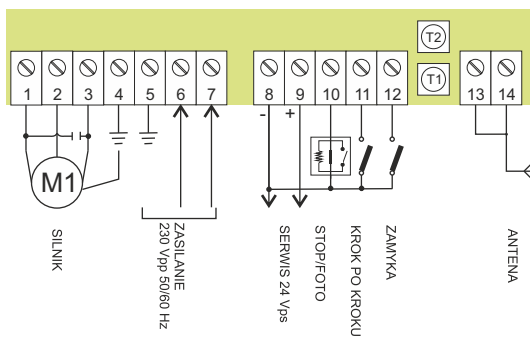 T2
T1
1 2 3 4 5 6 7 8 9 10 11 12 13 14
- +
M1
SILNIK
ZASILANIE
230 Vpp 50/60 Hz
SERWIS 24 Vps
STOP/FOTO
KROK PO KROKU
ZAMYKA
ANTENA